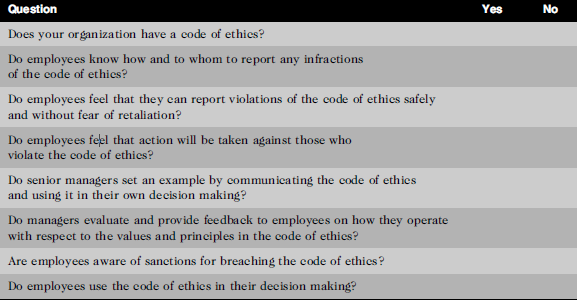 Question Yes No
Does your organization have a code of ethics?
Do employees know how and to whom to report any infractions
of the code of ethics?
Do employees feel that they can report violations of the code of ethics safely
and without fear of retaliation?
Do employees feel that action will be taken against those who
violate the code of ethics?
Do senior managers set an example by communicating the code of ethics
and using it in their own decision making?
Do managers evaluate and provide feedback to employees on how they operate
with respect to the values and principles in the code of ethics?
Are employees aware of sanctions for breaching the code of ethics?
Do employees use the code of ethics in their decision making?